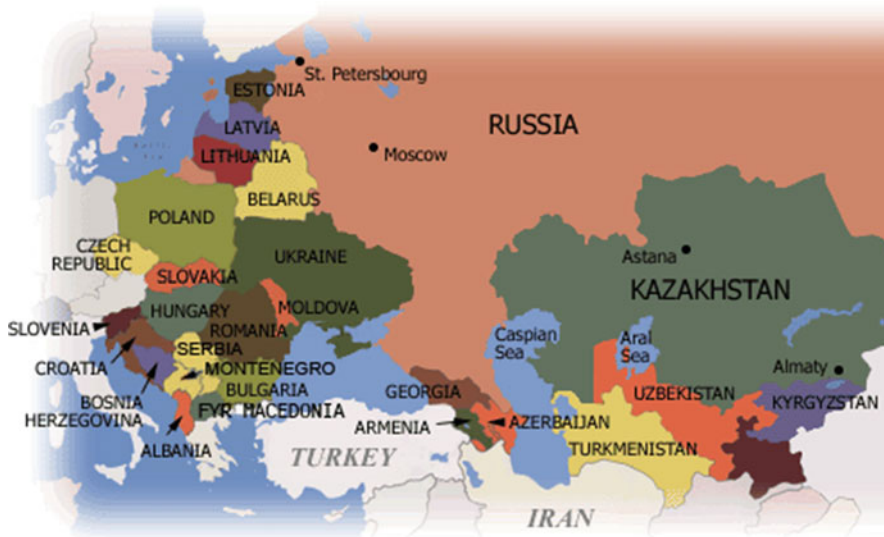 St. Petersbourg
ESTONIA
RUSSIA
LATVIA
Moscow
LITHUANIA
BELARUS
POLAND
CZECH
REPUBLIC
UKRAINE
Astana
SLOVAKIA
KAZAKHSTAN
HUNGARY
MOLDOVA
SLOVENIA
ROMANIA
Caspian
Sea
Aral
Sea
SERBIA
CROATIA
MONTENEGRO
Almaty
BOSNIA
HERZEGOVINA
BULGARIA
GEORGIA
UZBEKISTAN
KYRGYZSTAN
FYR MACEDONIA
ARMENIA
AZERBAIJAN
ALBANIA
TURKEY
TURKMENISTAN
IRAN